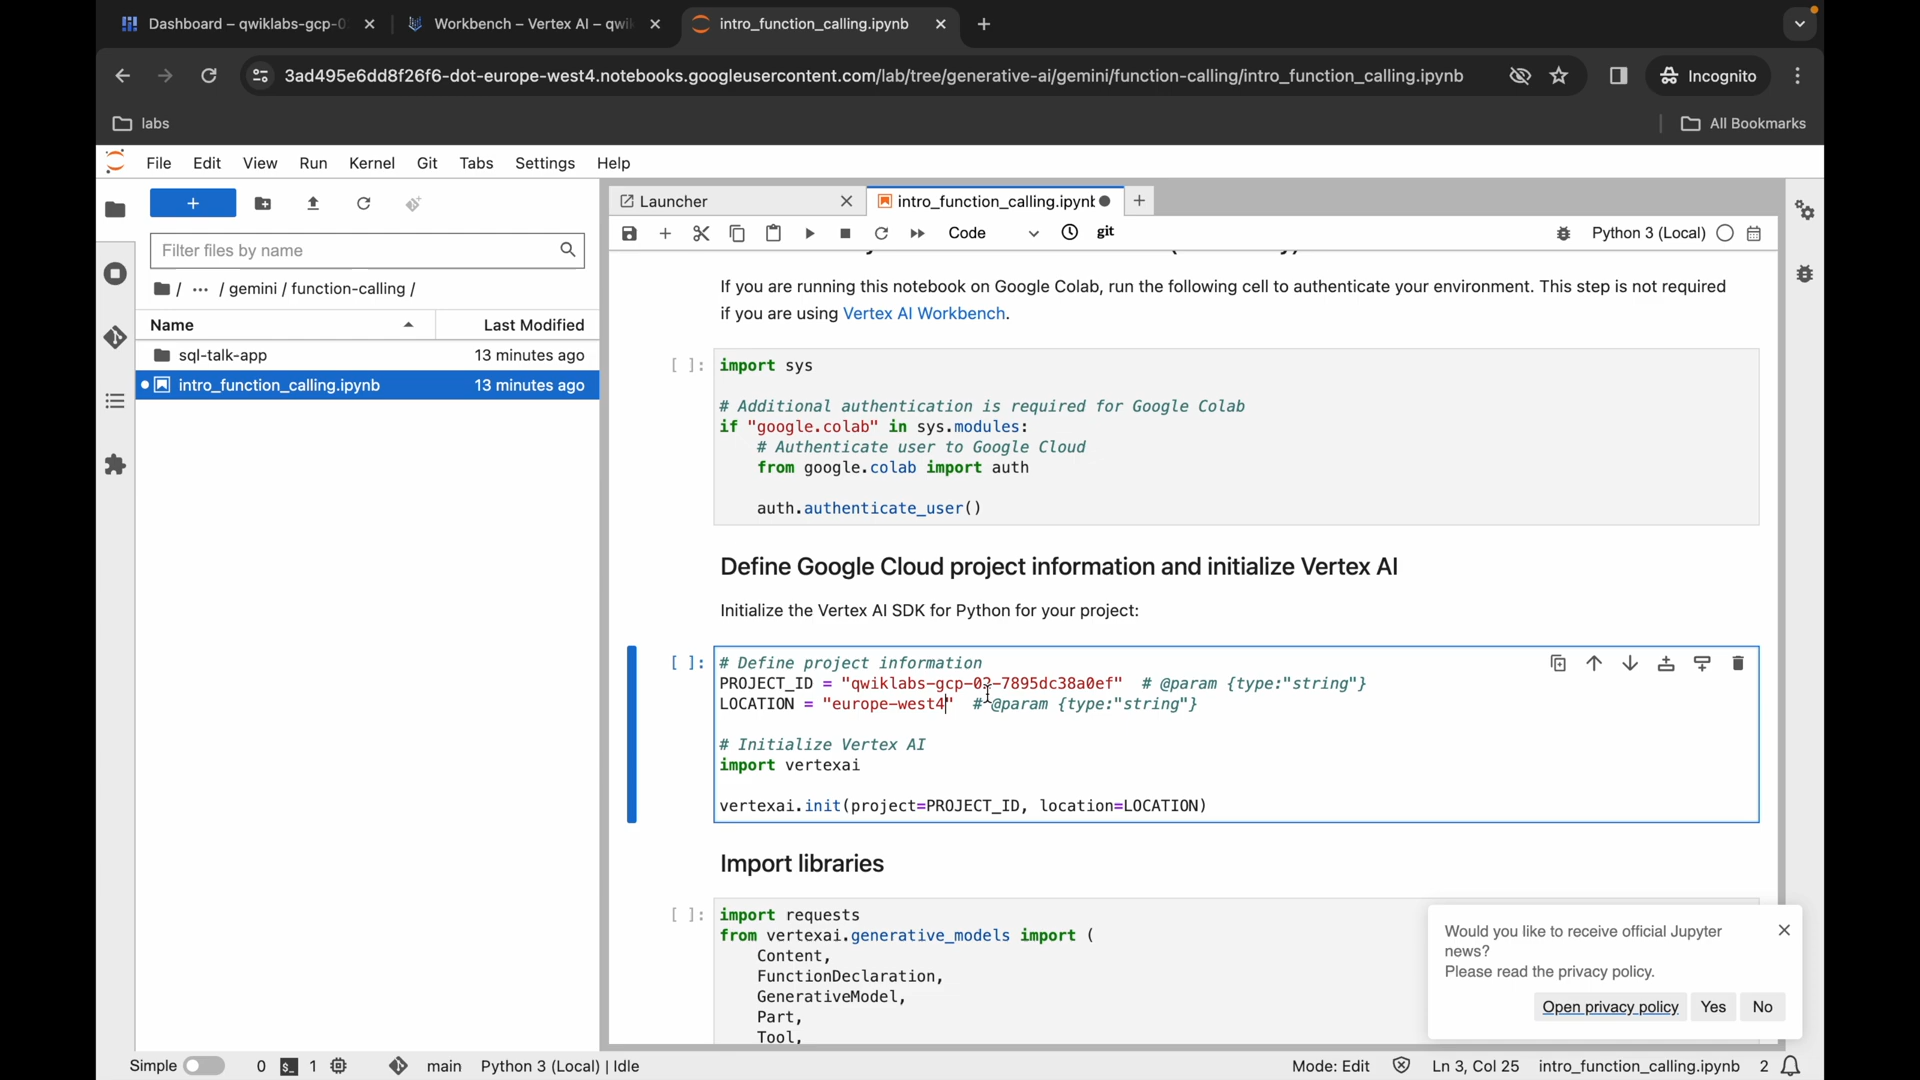 Dashboard – qwiklabs-gcp-0
Workbench – Vertex AI – qwik
intro_function_calling.ipynb
3ad495e6dd8f26f6-dot-europe-west4.notebooks.googleusercontent.com/lab/tree/generative-ai/gemini/function-calling/intro_function_calling.ipynb
Incognito
labs
All Bookmarks
File Edit View Run Kernel Git Tabs Settings Help
Launcher
intro_function_calling.ipynb
Code
git
Python 3 (Local)
Filter files by name
/ ··· / gemini / function-calling /
Name Last Modified
sql-talk-app 13 minutes ago
intro_function_calling.ipynb 13 minutes ago
If you are running this notebook on Google Colab, run the following cell to authenticate your environment. This step is not required
if you are using Vertex AI Workbench.
[ ]: import sys
# Additional authentication is required for Google Colab
if "google.colab" in sys.modules:
# Authenticate user to Google Cloud
from google.colab import auth
auth.authenticate_user()
Define Google Cloud project information and initialize Vertex AI
Initialize the Vertex AI SDK for Python for your project:
[ ]: # Define project information
PROJECT_ID = "qwiklabs-gcp-02-7895dc38a0ef" # @param {type:"string"}
LOCATION = "europe-west4" # @param {type:"string"}
# Initialize Vertex AI
import vertexai
vertexai.init(project=PROJECT_ID, location=LOCATION)
Import libraries
[ ]: import requests
from vertexai.generative_models import (
Content,
FunctionDeclaration,
GenerativeModel,
Part,
Tool,
Would you like to receive official Jupyter
news?
Please read the privacy policy.
Open privacy policy Yes No
Simple 0 1 main Python 3 (Local) | Idle Mode: Edit Ln 3, Col 25 intro_function_calling.ipynb 2